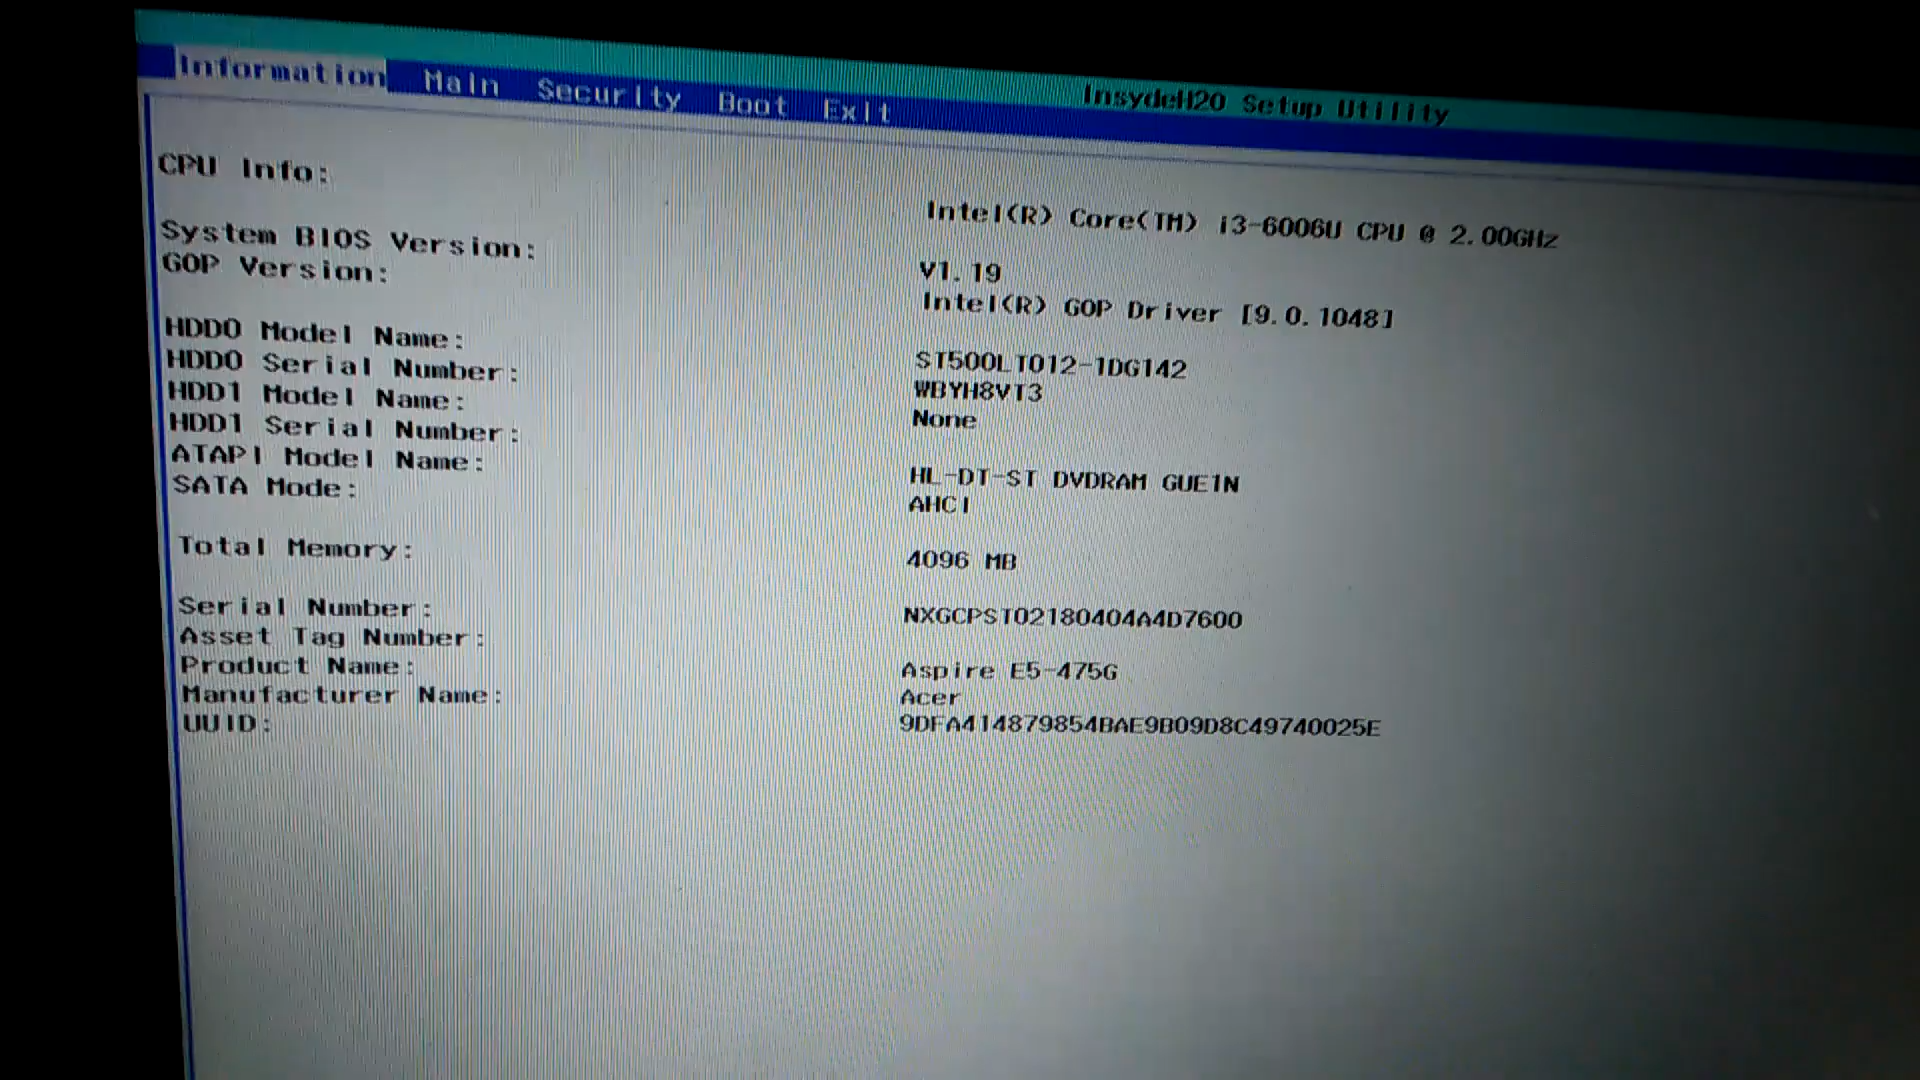 InsydeH20 Setup Utility
Information Main Security Boot Exit
CPU Info: Intel(R) Core(TM) i3-6006U CPU @ 2.00GHz
System BIOS Version: V1.19
GOP Version: Intel(R) GOP Driver [9.0.1048]
HDD0 Model Name: ST500LT012-1DG142
HDD0 Serial Number: WBYH8VT3
HDD1 Model Name: None
HDD1 Serial Number:
ATAPI Model Name: HL-DT-ST DVDRAM GUE1N
SATA Mode: AHCI
Total Memory: 4096 MB
Serial Number: NXGCPST02180404A4D7600
Asset Tag Number:
Product Name: Aspire E5-475G
Manufacturer Name: Acer
UUID: 9DFA414879854BAE9B09D8C49740025E